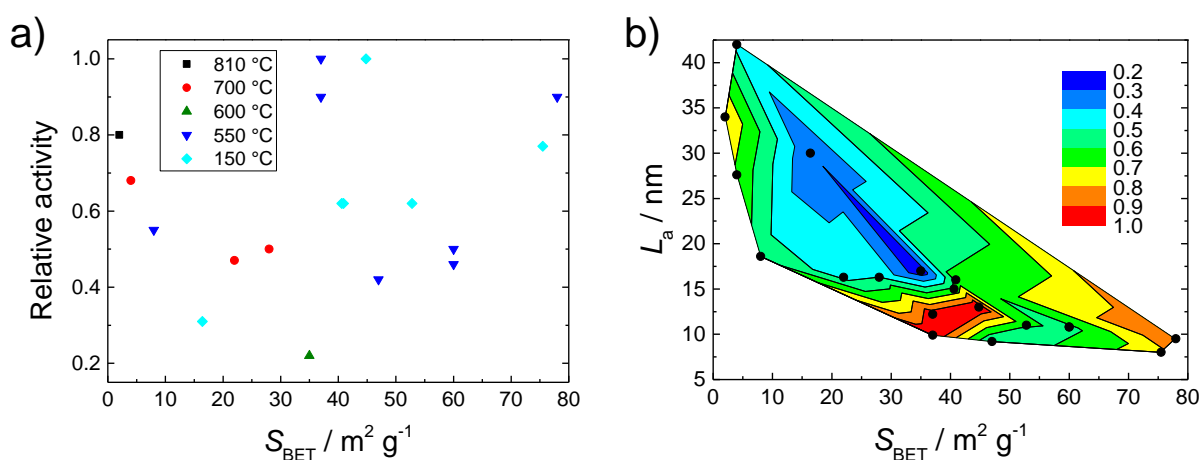 a)
Relative activity
1.0
0.8
0.6
0.4
0.2
810 °C
700 °C
600 °C
550 °C
150 °C
0 10 20 30 40 50 60 70 80
S_BET / m² g⁻¹
b)
L_a / nm
40
35
30
25
20
15
10
5
0.2
0.3
0.4
0.5
0.6
0.7
0.8
0.9
1.0
0 10 20 30 40 50 60 70 80
S_BET / m² g⁻¹